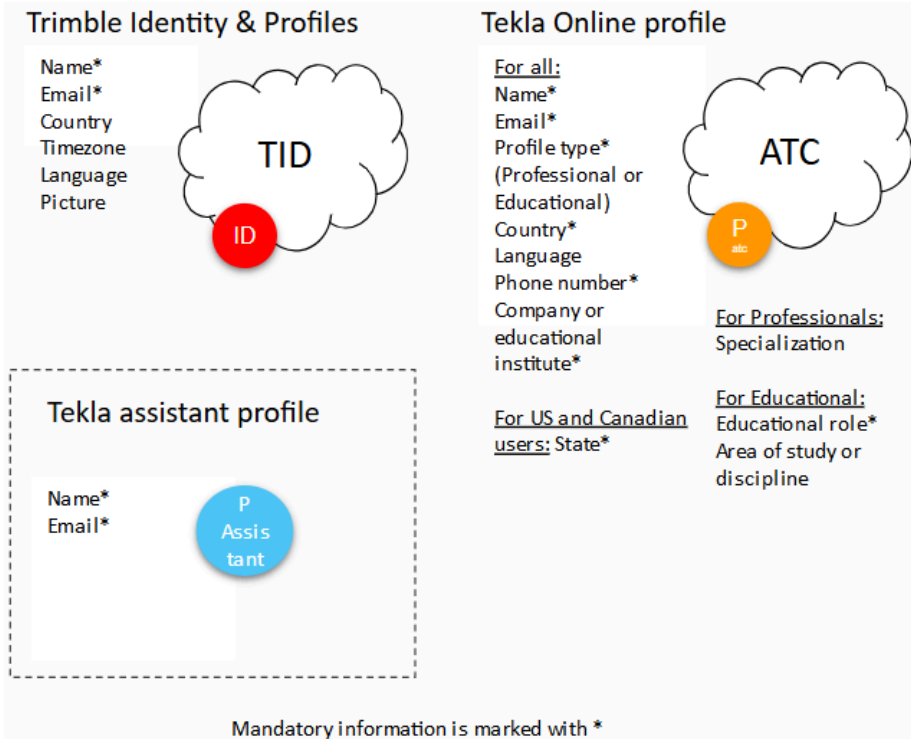 Trimble Identity & Profiles
Name*
Email*
Country
Timezone
Language
Picture
TID
ID
Tekla Online profile
For all:
Name*
Email*
Profile type*
(Professional or
Educational)
Country*
Language
Phone number*
Company or
educational
institute*
For US and Canadian
users: State*
ATC
P
atc
For Professionals:
Specialization
For Educational:
Educational role*
Area of study or
discipline
Tekla assistant profile
Name*
Email*
P
Assis
tant
Mandatory information is marked with *